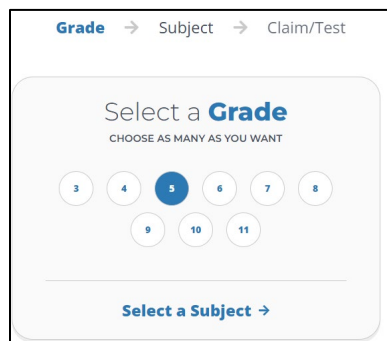 Grade → Subject → Claim/Test
Select a Grade
CHOOSE AS MANY AS YOU WANT
3 4 5 6 7 8
9 10 11
Select a Subject →